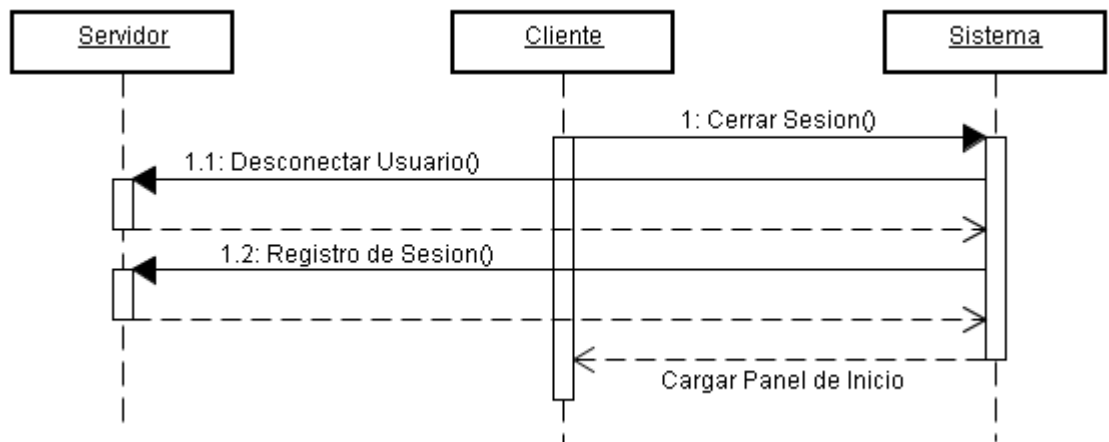 Servidor
Cliente
Sistema
1: Cerrar Sesion()
1.1: Desconectar Usuario()
1.2: Registro de Sesion()
Cargar Panel de Inicio